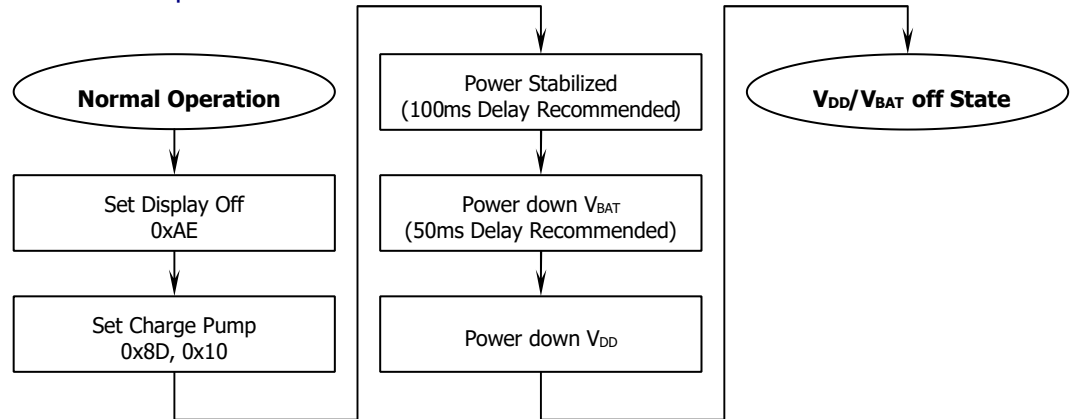 Normal Operation
Set Display Off
0xAE
Set Charge Pump
0x8D, 0x10
Power Stabilized
(100ms Delay Recommended)
Power down VBAT
(50ms Delay Recommended)
Power down VDD
VDD/VBAT off State